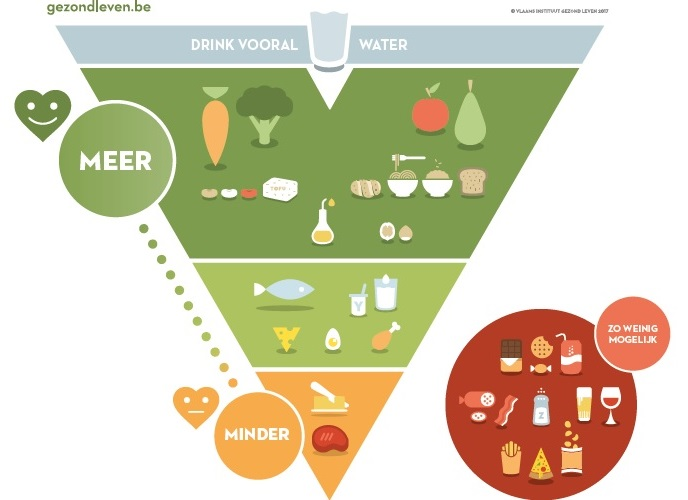 gezondleven.be
© VLAAMS INSTITUUT GEZOND LEVEN 2017
DRINK VOORAL WATER
MEER
TOFU
Y
ZO WEINIG
MOGELIJK
Z
MINDER